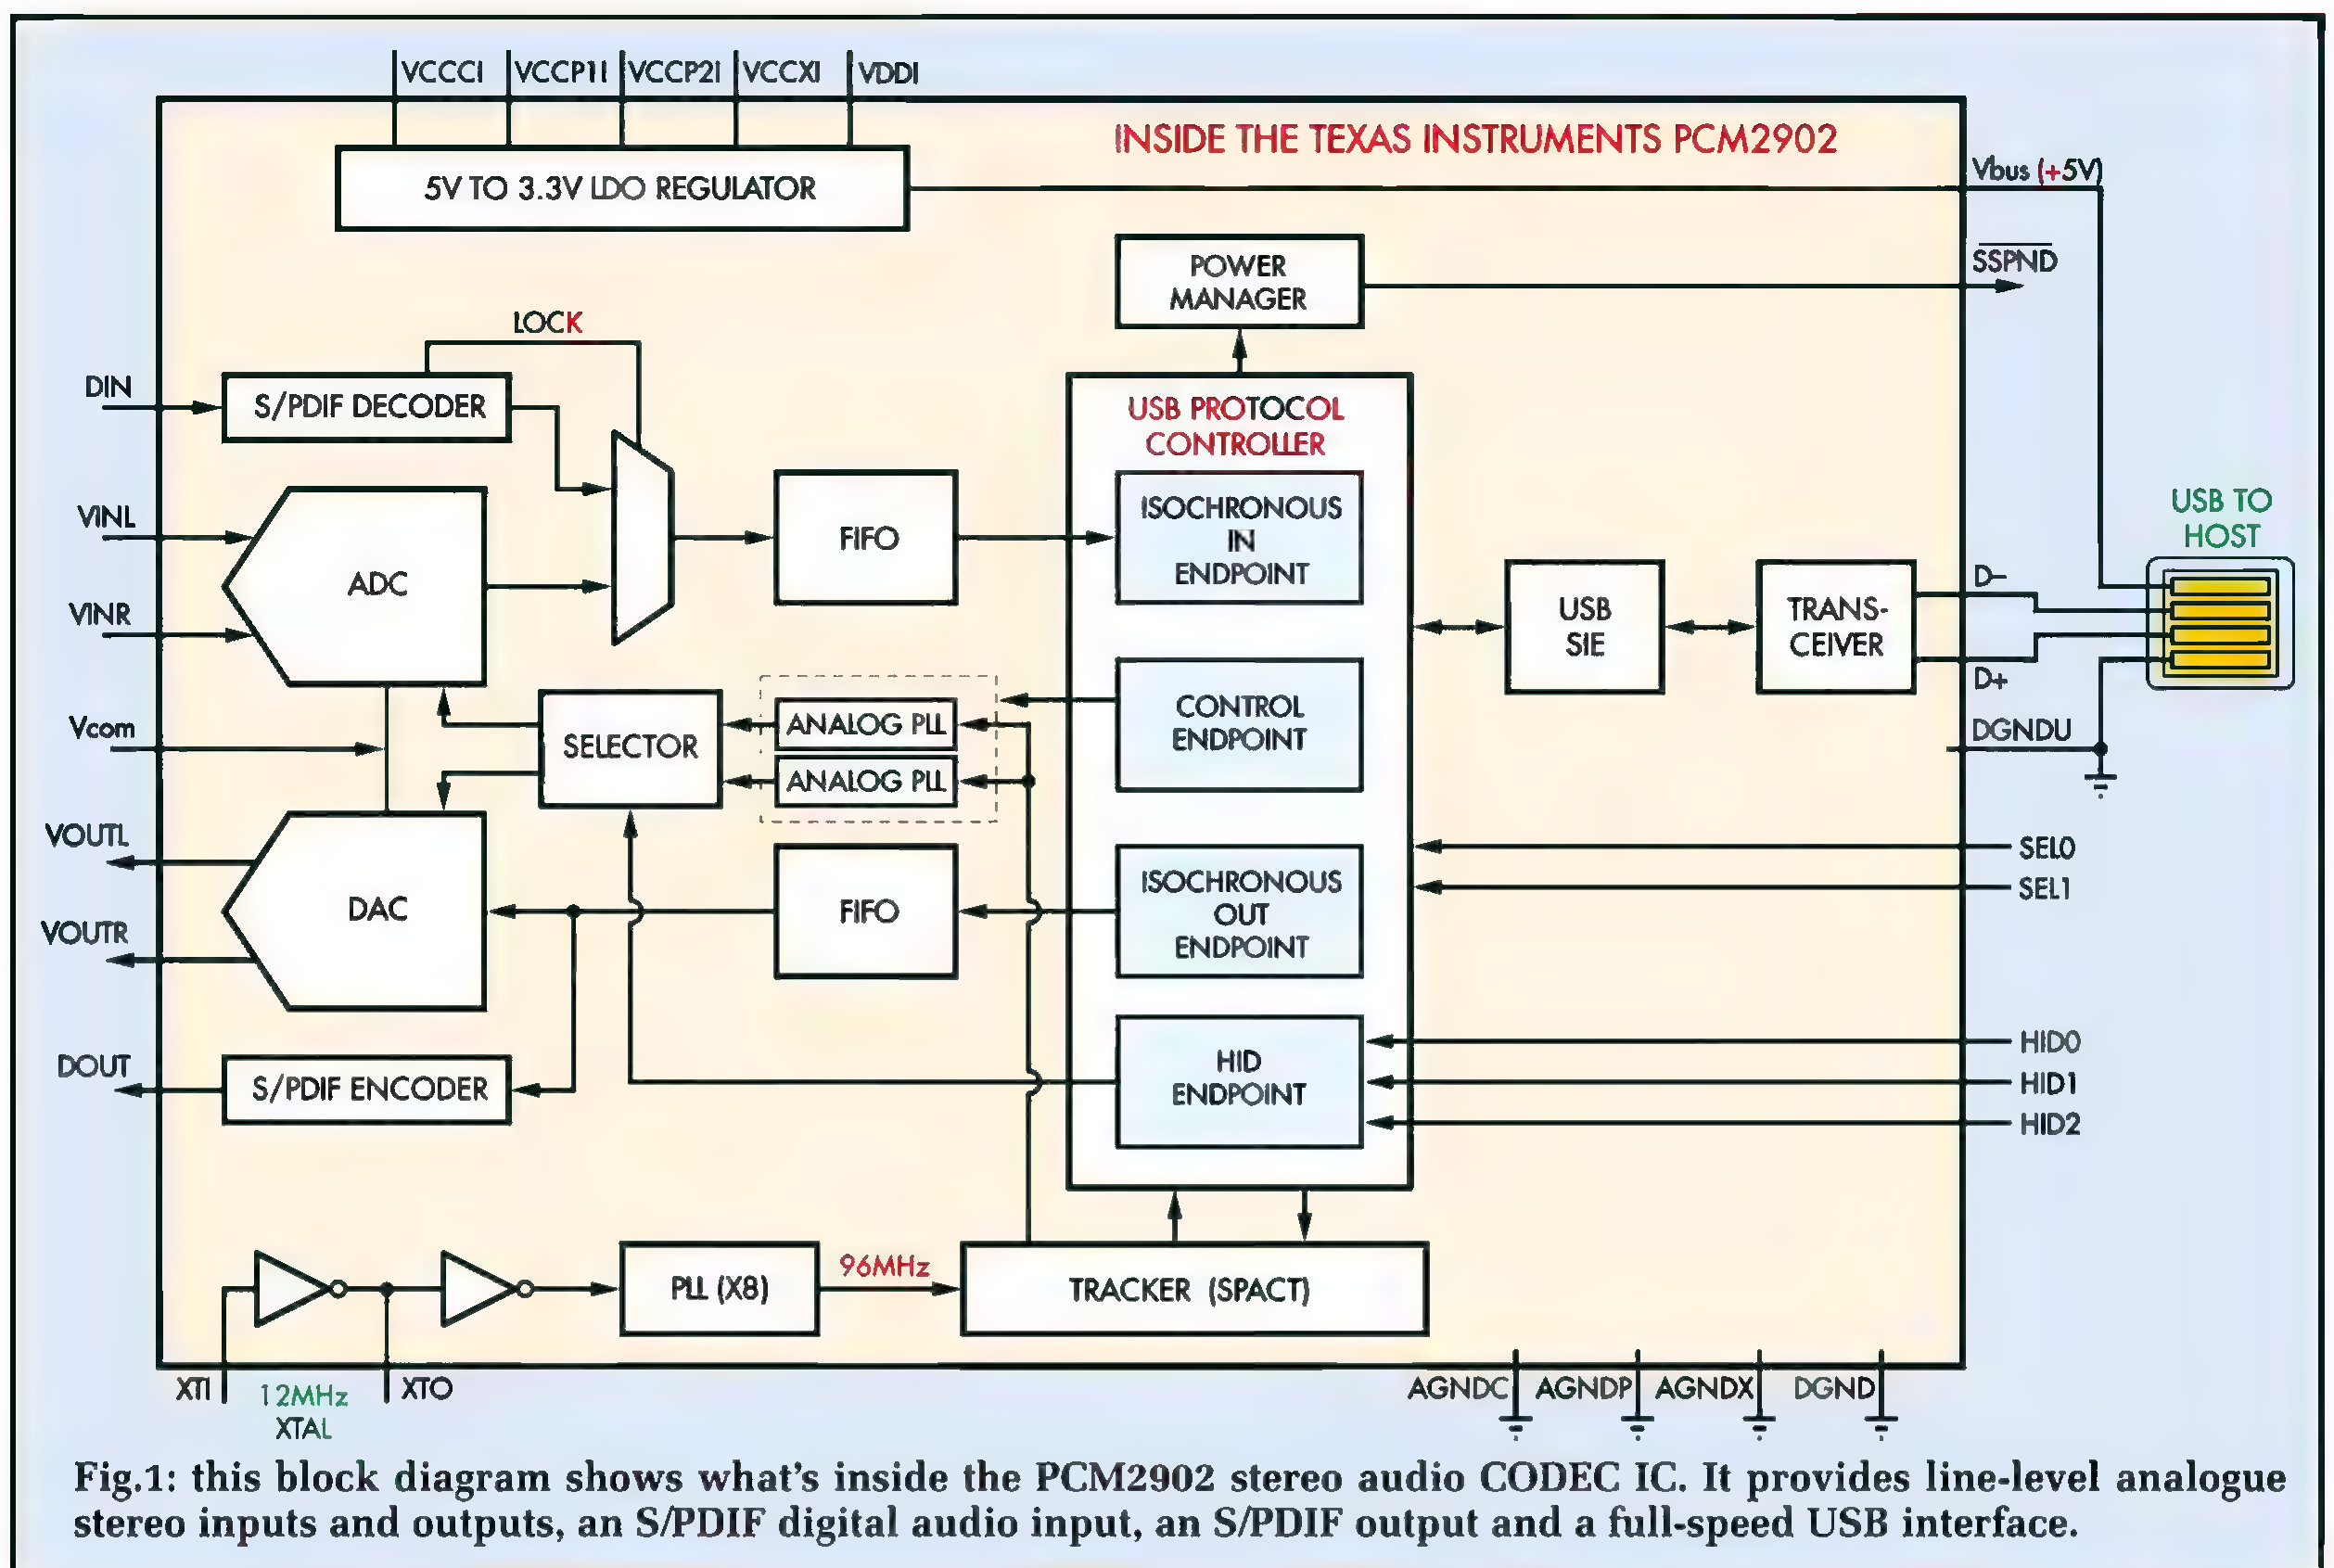 VCCCI VCCP1I VCCP2I VCCXI VDDI
INSIDE THE TEXAS INSTRUMENTS PCM2902
5V TO 3.3V LDO REGULATOR
Vbus (+5V)
POWER
MANAGER
SSPND
LOCK
DIN
S/PDIF DECODER
USB PROTOCOL
CONTROLLER
VINL
VINR
ADC
FIFO
ISOCHRONOUS
IN
ENDPOINT
USB
SIE
TRANS-
CEIVER
D–
D+
USB TO
HOST
Vcom
SELECTOR
ANALOG PLL
ANALOG PLL
CONTROL
ENDPOINT
DGNDU
VOUTL
VOUTR
DAC
FIFO
ISOCHRONOUS
OUT
ENDPOINT
SEL0
SEL1
DOUT
S/PDIF ENCODER
HID
ENDPOINT
HID0
HID1
HID2
PLL (X8)
96MHz
TRACKER (SPACT)
XTI
12MHz
XTAL
XTO
AGNDC AGNDP AGNDX DGND
Fig.1: this block diagram shows what's inside the PCM2902 stereo audio CODEC IC. It provides line-level analogue
stereo inputs and outputs, an S/PDIF digital audio input, an S/PDIF output and a full-speed USB interface.